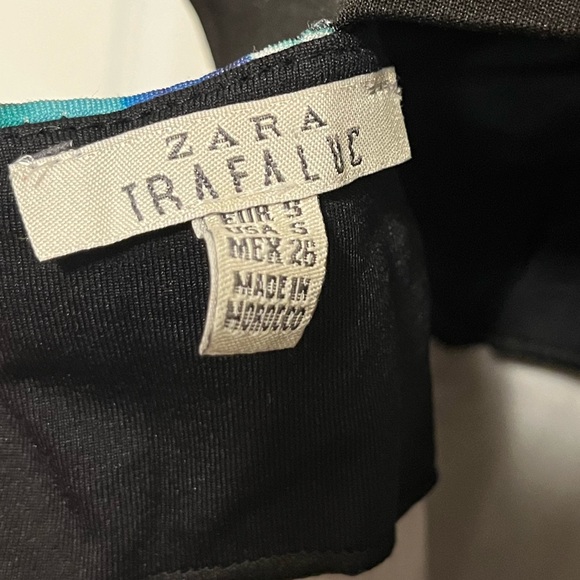 ZARA
TRAFALUC
EUR S
USA S
MEX 26
MADE IN
MOROCCO